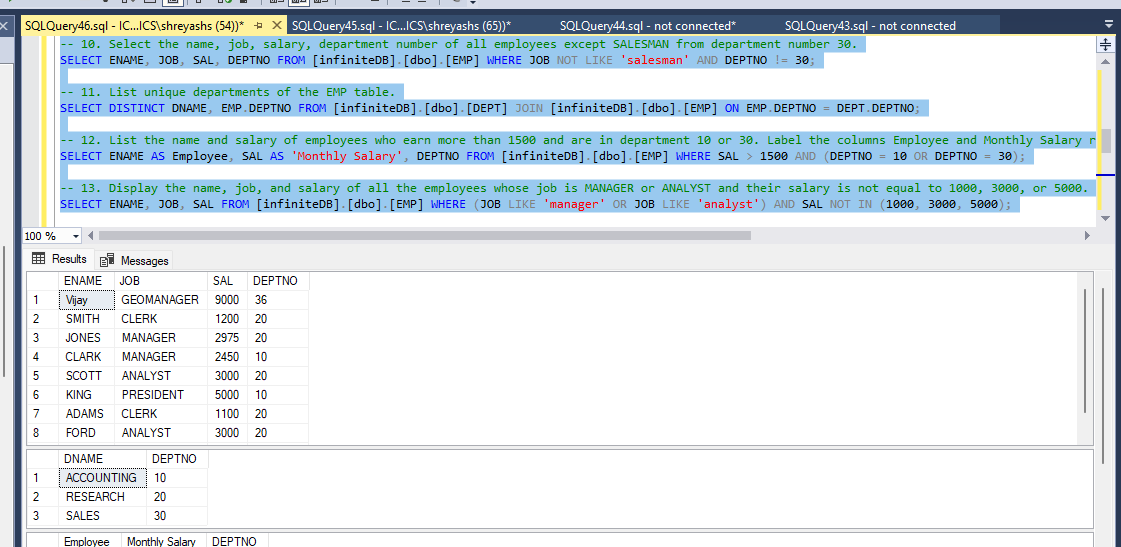 SQLQuery46.sql - IC...ICS\shreyashs (54))* SQLQuery45.sql - IC...ICS\shreyashs (65))* SQLQuery44.sql - not connected* SQLQuery43.sql - not connected
-- 10. Select the name, job, salary, department number of all employees except SALESMAN from department number 30.
SELECT ENAME, JOB, SAL, DEPTNO FROM [infiniteDB].[dbo].[EMP] WHERE JOB NOT LIKE 'salesman' AND DEPTNO != 30;
-- 11. List unique departments of the EMP table.
SELECT DISTINCT DNAME, EMP.DEPTNO FROM [infiniteDB].[dbo].[DEPT] JOIN [infiniteDB].[dbo].[EMP] ON EMP.DEPTNO = DEPT.DEPTNO;
-- 12. List the name and salary of employees who earn more than 1500 and are in department 10 or 30. Label the columns Employee and Monthly Salary r
SELECT ENAME AS Employee, SAL AS 'Monthly Salary', DEPTNO FROM [infiniteDB].[dbo].[EMP] WHERE SAL > 1500 AND (DEPTNO = 10 OR DEPTNO = 30);
-- 13. Display the name, job, and salary of all the employees whose job is MANAGER or ANALYST and their salary is not equal to 1000, 3000, or 5000.
SELECT ENAME, JOB, SAL FROM [infiniteDB].[dbo].[EMP] WHERE (JOB LIKE 'manager' OR JOB LIKE 'analyst') AND SAL NOT IN (1000, 3000, 5000);
100 %
Results Messages
ENAME JOB SAL DEPTNO
1 Vijay GEOMANAGER 9000 36
2 SMITH CLERK 1200 20
3 JONES MANAGER 2975 20
4 CLARK MANAGER 2450 10
5 SCOTT ANALYST 3000 20
6 KING PRESIDENT 5000 10
7 ADAMS CLERK 1100 20
8 FORD ANALYST 3000 20
DNAME DEPTNO
1 ACCOUNTING 10
2 RESEARCH 20
3 SALES 30
Employee Monthly Salary DEPTNO